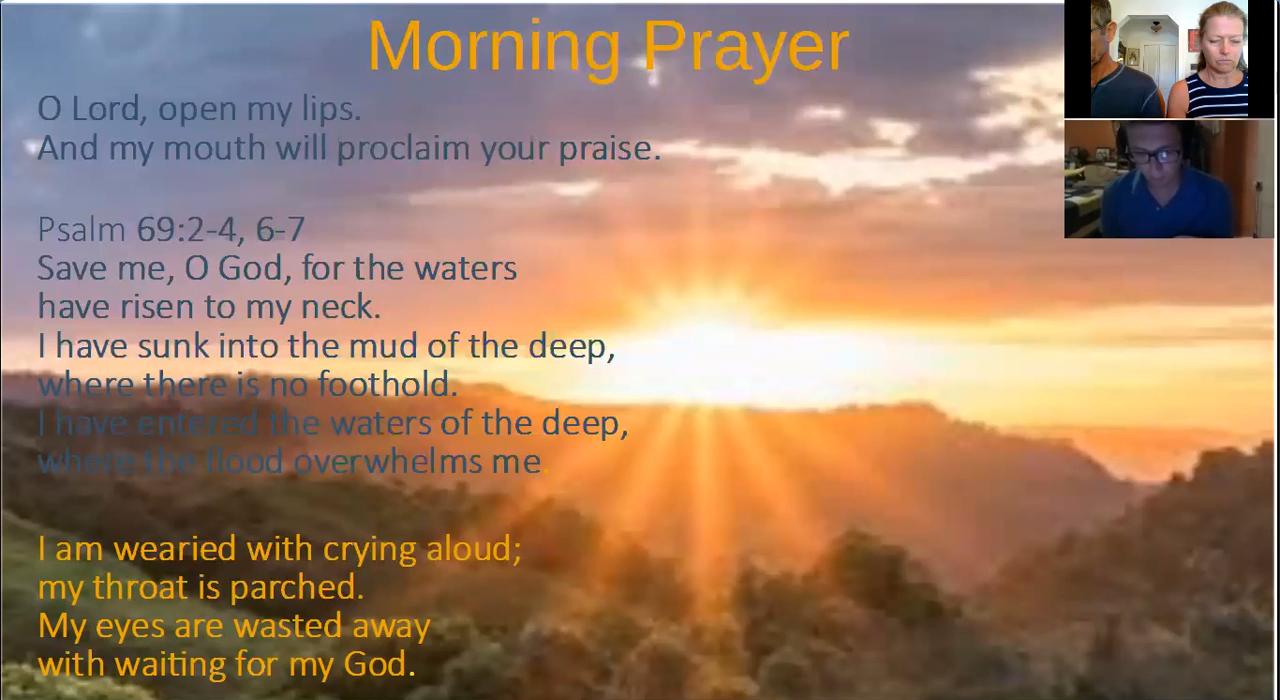 Morning Prayer
O Lord, open my lips.
And my mouth will proclaim your praise.
Psalm 69:2-4, 6-7
Save me, O God, for the waters
have risen to my neck.
I have sunk into the mud of the deep,
where there is no foothold.
I have entered the waters of the deep,
where the flood overwhelms me.
I am wearied with crying aloud;
my throat is parched.
My eyes are wasted away
with waiting for my God.